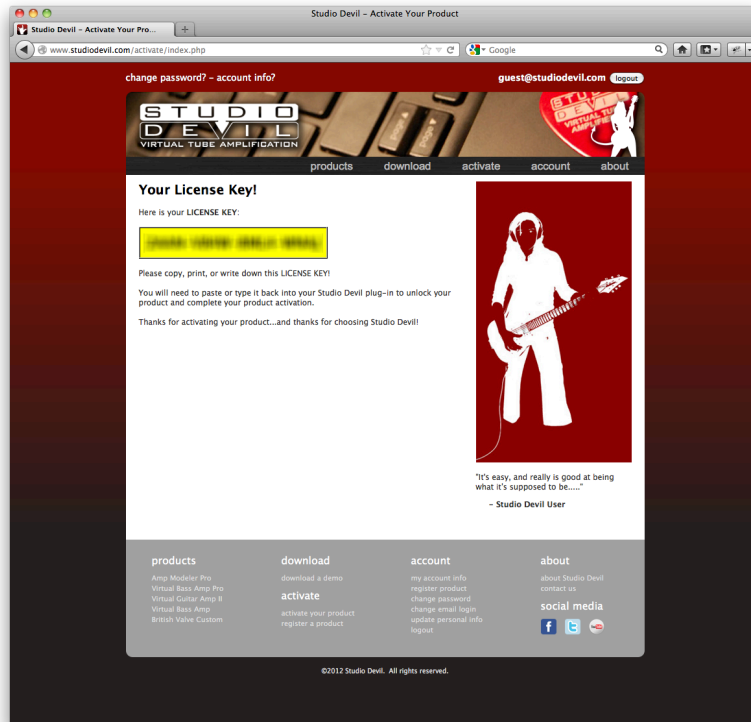 Studio Devil – Activate Your Product
Studio Devil – Activate Your Pro...
www.studiodevil.com/activate/index.php
Google
change password? – account info?
guest@studiodevil.com logout
STUDIO
DEVIL
VIRTUAL TUBE AMPLIFICATION
page
products download activate account about
Your License Key!
Here is your LICENSE KEY:
Please copy, print, or write down this LICENSE KEY!
You will need to paste or type it back into your Studio Devil plug-in to unlock your
product and complete your product activation.
Thanks for activating your product...and thanks for choosing Studio Devil!
"It's easy, and really is good at being
what it's supposed to be....."
– Studio Devil User
products
Amp Modeler Pro
Virtual Bass Amp Pro
Virtual Guitar Amp II
Virtual Bass Amp
British Valve Custom
download
download a demo
activate
activate your product
register a product
account
my account info
register product
change password
change email login
update personal info
logout
about
about Studio Devil
contact us
social media
©2012 Studio Devil. All rights reserved.